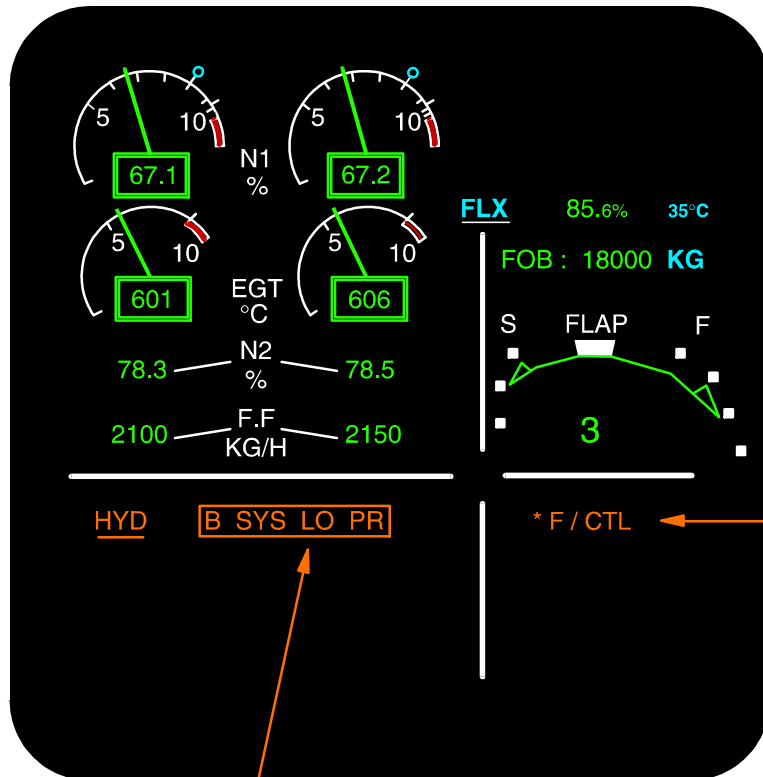 5 10 5 10
67.1 N1 67.2
%
FLX 85.6% 35°C
5 10 5 10
FOB : 18000 KG
601 EGT 606
°C
S FLAP F
78.3 N2 78.5
%
3
2100 F.F 2150
KG/H
HYD B SYS LO PR * F / CTL